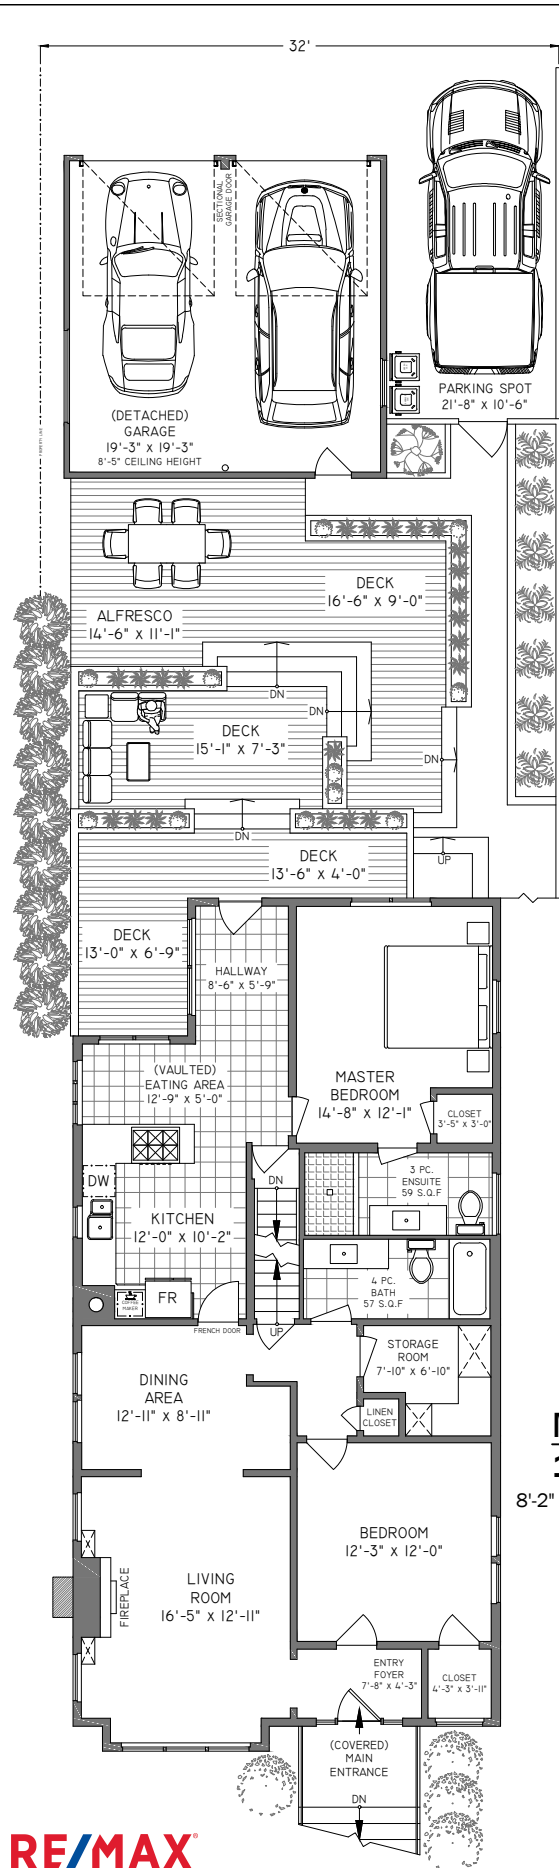 32'
SECTIONAL
GARAGE DOOR
PARKING SPOT
21'-8" x 10'-6"
(DETACHED)
GARAGE
19'-3" x 19'-3"
8'-5" CEILING HEIGHT
DECK
16'-6" x 9'-0"
ALFRESCO
14'-6" x 11'-1"
DN
DN
DECK
15'-1" x 7'-3"
DN
DN
DECK
13'-6" x 4'-0"
UP
DECK
13'-0" x 6'-9"
HALLWAY
8'-6" x 5'-9"
(VAULTED)
EATING AREA
12'-9" x 5'-0"
MASTER
BEDROOM
14'-8" x 12'-1"
CLOSET
3'-5" x 3'-0"
DW
DN
3 PC.
ENSUITE
59 S.Q.F
KITCHEN
12'-0" x 10'-2"
4 PC.
BATH
57 S.Q.F
COFFEE
MAKER
FR
FRENCH DOOR
UP
STORAGE
ROOM
7'-10" x 6'-10"
DINING
AREA
12'-11" x 8'-11"
LINEN
CLOSET
8'-2"
BEDROOM
12'-3" x 12'-0"
FIREPLACE
LIVING
ROOM
16'-5" x 12'-11"
ENTRY
FOYER
7'-8" x 4'-3"
CLOSET
4'-3" x 3'-11"
(COVERED)
MAIN
ENTRANCE
DN
RE/MAX®